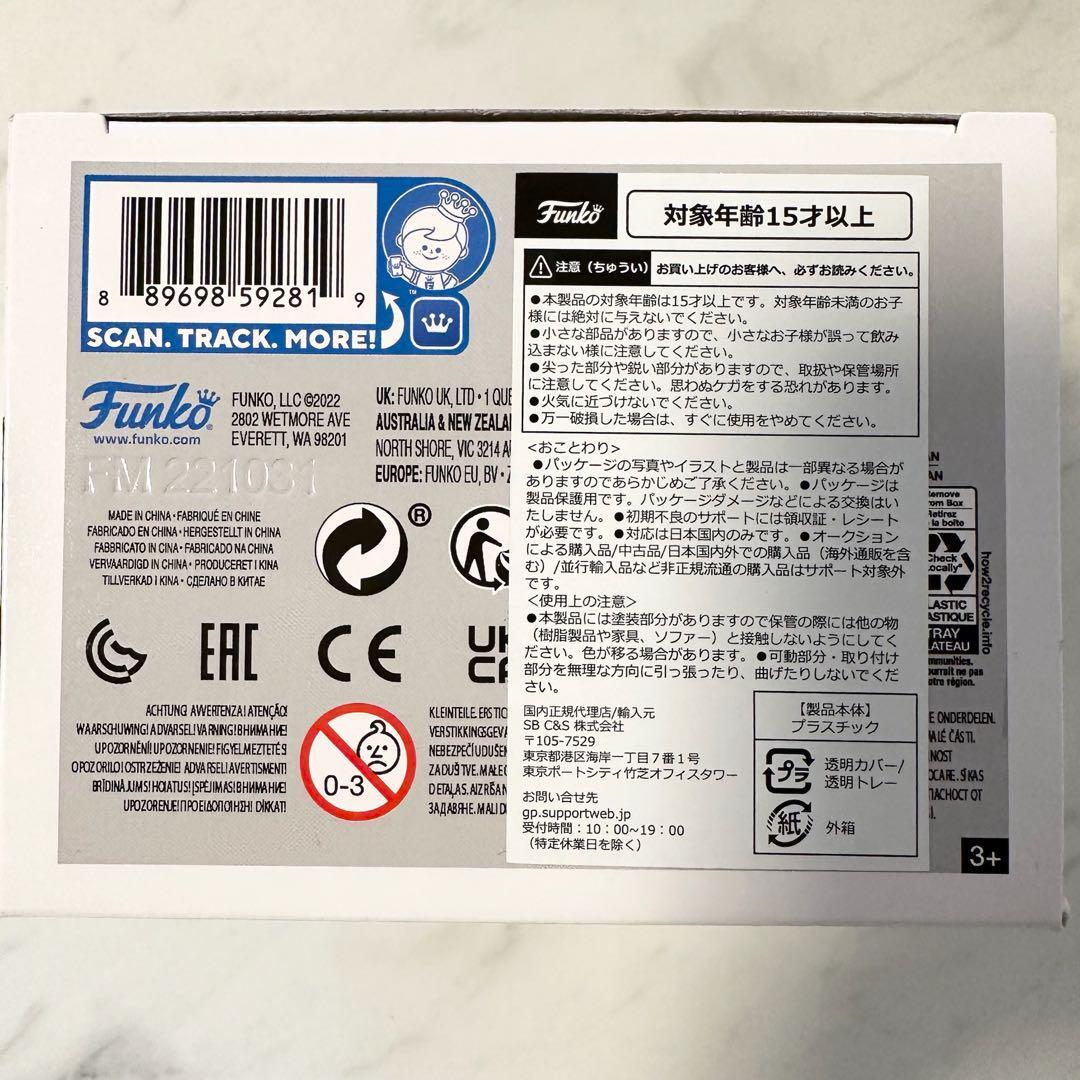 8 89698 59281 9
SCAN. TRACK. MORE!
TM
Funko
www.funko.com
FUNKO, LLC ©2022
2802 WETMORE AVE
EVERETT, WA 98201
UK: FUNKO UK, LTD • 1 QUE
AUSTRALIA & NEW ZEALA
NORTH SHORE, VIC 3214 A
EUROPE: FUNKO EU, BV •
FM 221031
MADE IN CHINA • FABRIQUÉ EN CHINE
FABRICADO EN CHINA • HERGESTELLT IN CHINA
FABBRICATO IN CINA • FABRICADO NA CHINA
VERVAARDIGD IN CHINA • PRODUCERET I KINA
TILLVERKAD I KINA • СДЕЛАНО В КИТАЕ
®
EAC
CE
UK
CA
ACHTUNG! AVVERTENZA! ATENÇÃO!
WAARSCHUWING! ADVARSEL! VARNING! ВНИМАНИЕ!
0-3
KLEINTEILE. ERSTIC
Funko
対象年齢15才以上
注意(ちゅうい) お買い上げのお客様へ、必ずお読みください。
●本製品の対象年齢は15才以上です。対象年齢未満のお子
様には絶対に与えないでください。
●小さな部品がありますので、小さなお子様が誤って飲み
込まない様に注意してください。
●尖った部分や鋭い部分がありますので、取扱や保管場所
に注意してください。思わぬケガをする恐れがあります。
●火気に近づけないでください。
●万一破損した場合は、すぐに使用をやめてください。
<おことわり>
●パッケージの写真やイラストと製品は一部異なる場合が
ありますのであらかじめご了承ください。●パッケージは
製品保護用です。パッケージダメージなどによる交換はい
たしません。●初期不良のサポートには領収証・レシート
が必要です。●対応は日本国内のみです。●オークション
による購入品/中古品/日本国内外での購入品(海外通販を含
む)/並行輸入品など非正規流通の購入品はサポート対象外
です。
<使用上の注意>
●本製品には塗装部分がありますので保管の際には他の物
(樹脂製品や家具、ソファー)と接触しないようにしてく
ださい。色が移る場合があります。●可動部分・取り付け
部分を無理な方向に引っ張ったり、曲げたりしないでくだ
さい。
国内正規代理店/輸入元
SB C&S 株式会社
〒105-7529
東京都港区海岸一丁目7番1号
東京ポートシティ竹芝オフィスタワー
お問い合せ先
gp.supportweb.jp
受付時間:10:00~19:00
(特定休業日を除く)
【製品本体】
プラスチック
プラ
透明カバー/
透明トレー
紙
外箱
AN
AN
Remove
from Box
Retirez
la boîte
Check
Locally*
LASTIC
ASTIQUE
TRAY
LATEAU
how2recycle.info
mmunities.
ourrait ne pas
otre région.
E ONDERDELEN.
3+